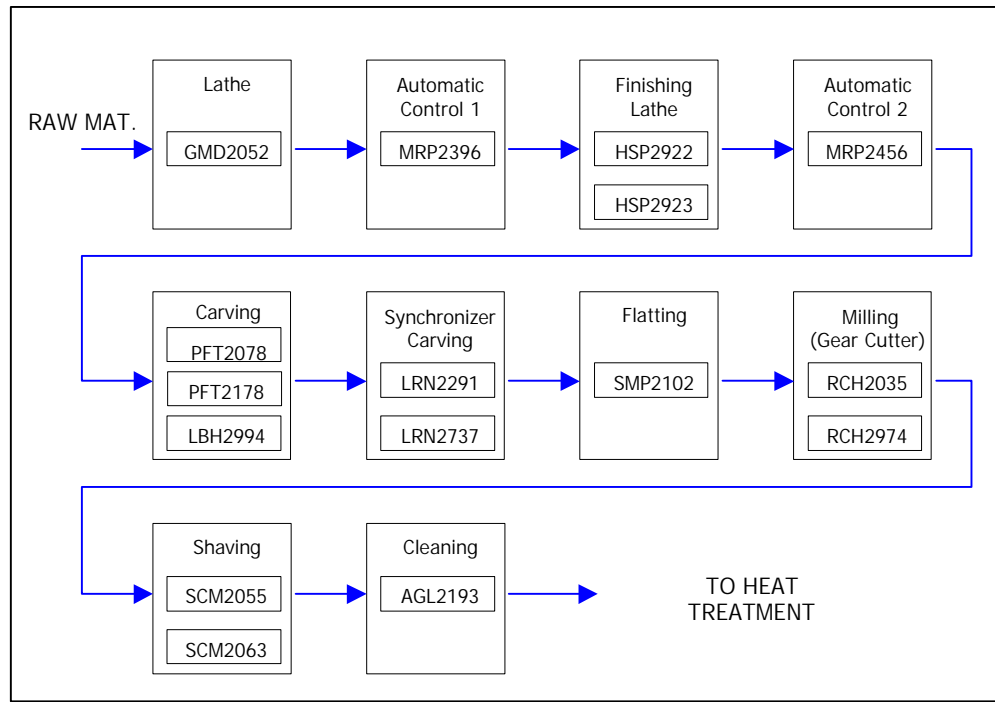 RAW MAT.
Lathe
GMD2052
Automatic
Control 1
MRP2396
Finishing
Lathe
HSP2922
HSP2923
Automatic
Control 2
MRP2456
Carving
PFT2078
PFT2178
LBH2994
Synchronizer
Carving
LRN2291
LRN2737
Flatting
SMP2102
Milling
(Gear Cutter)
RCH2035
RCH2974
Shaving
SCM2055
SCM2063
Cleaning
AGL2193
TO HEAT
TREATMENT